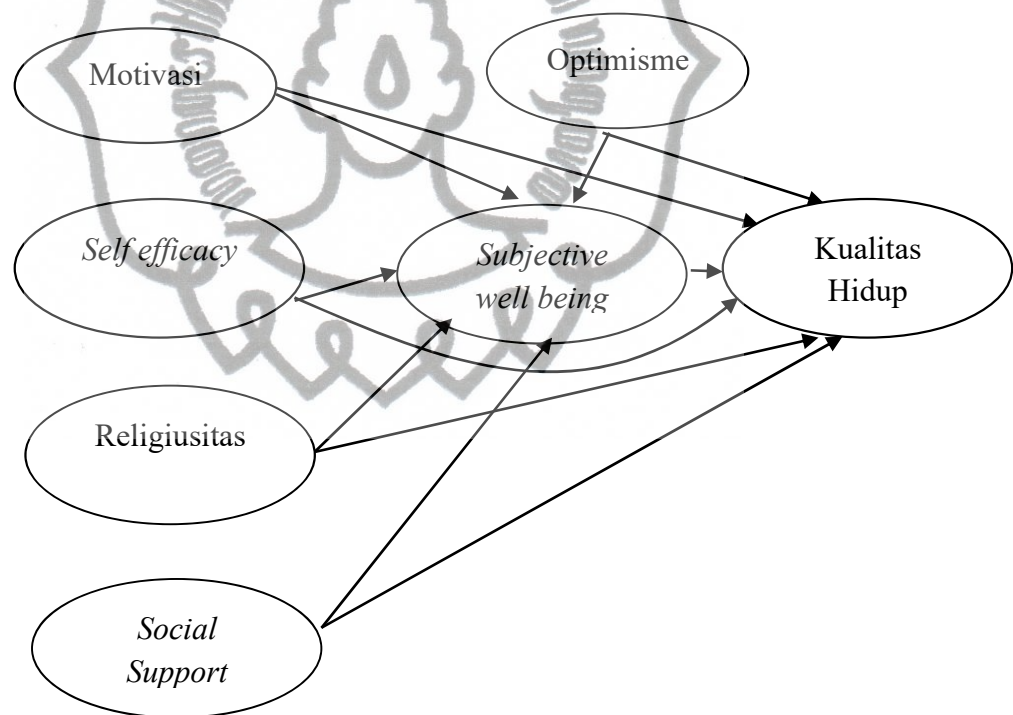 Motivasi
Optimisme
Self efficacy
Subjective
well being
Kualitas
Hidup
Religiusitas
Social
Support